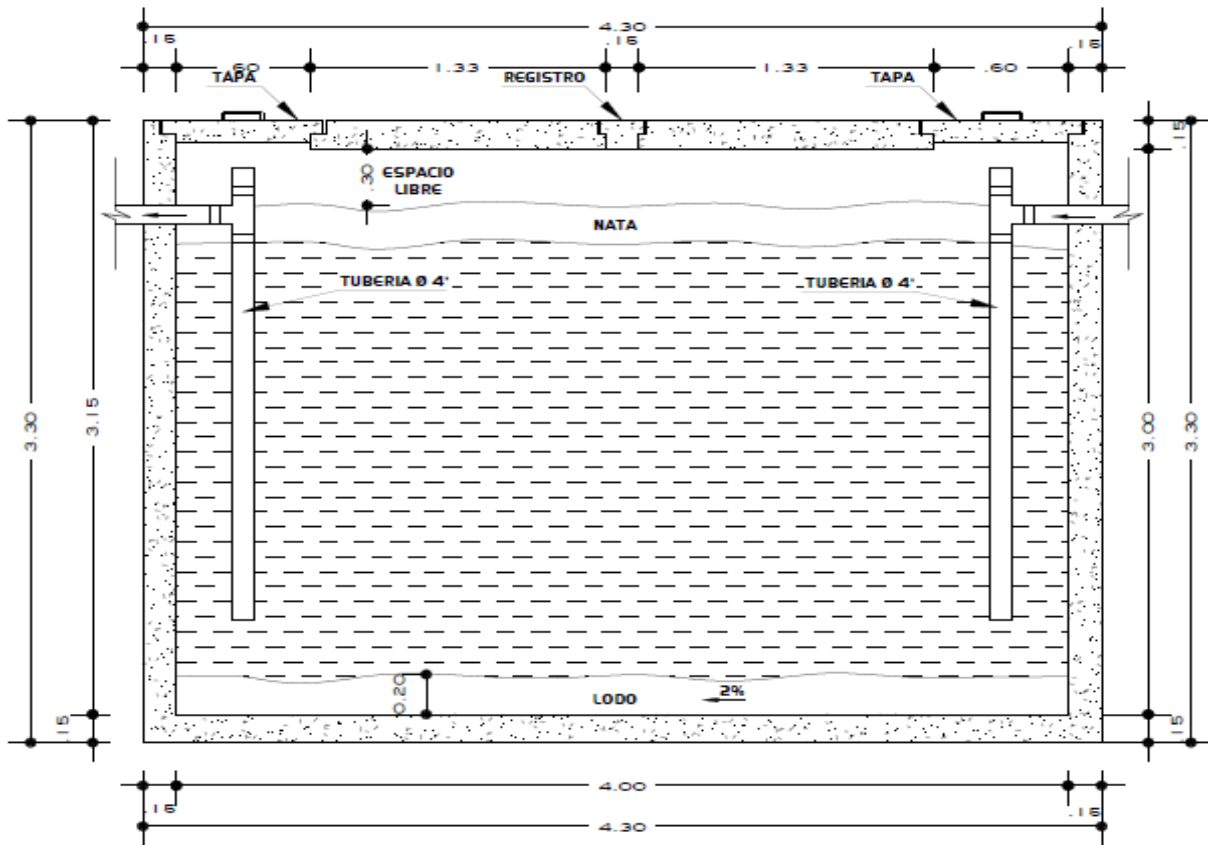 4.30
.15
.15
.15
.60
1.33
1.33
.60
TAPA
REGISTRO
TAPA
.15
.30
ESPACIO
LIBRE
NATA
TUBERIA Ø 4"
TUBERIA Ø 4"
3.30
3.15
3.00
3.30
0.20
LODO
2%
.15
.15
4.00
.15
.15
4.30